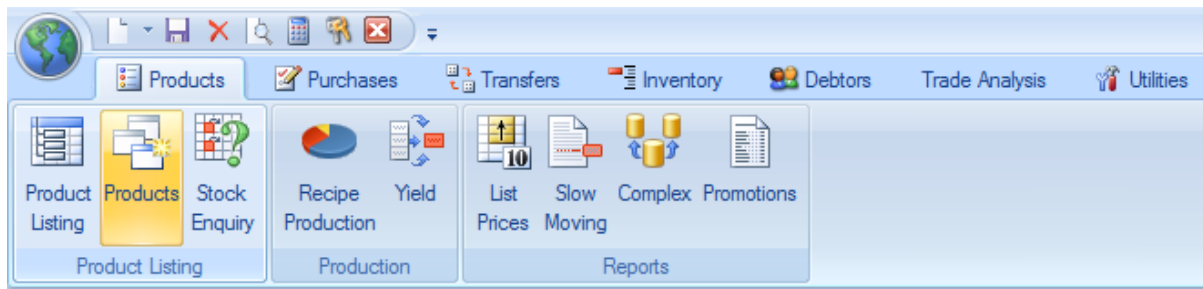 Products Purchases Transfers Inventory Debtors Trade Analysis Utilities
Product Products Stock Recipe Yield List Slow Complex Promotions
Listing Enquiry Production Prices Moving
10
Product Listing Production Reports